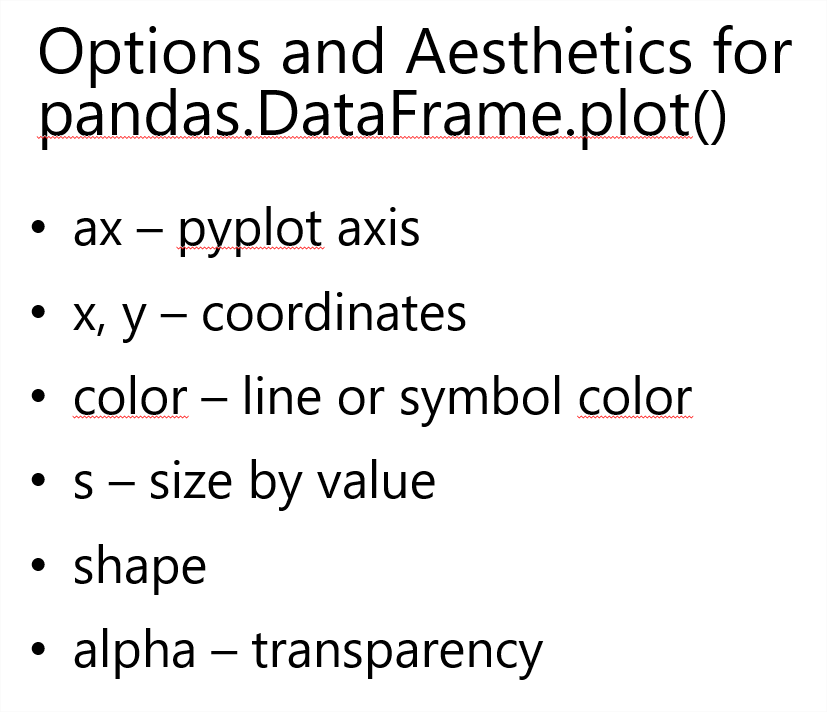 Options and Aesthetics for
pandas.DataFrame.plot()
• ax – pyplot axis
• x, y – coordinates
• color – line or symbol color
• s – size by value
• shape
• alpha – transparency